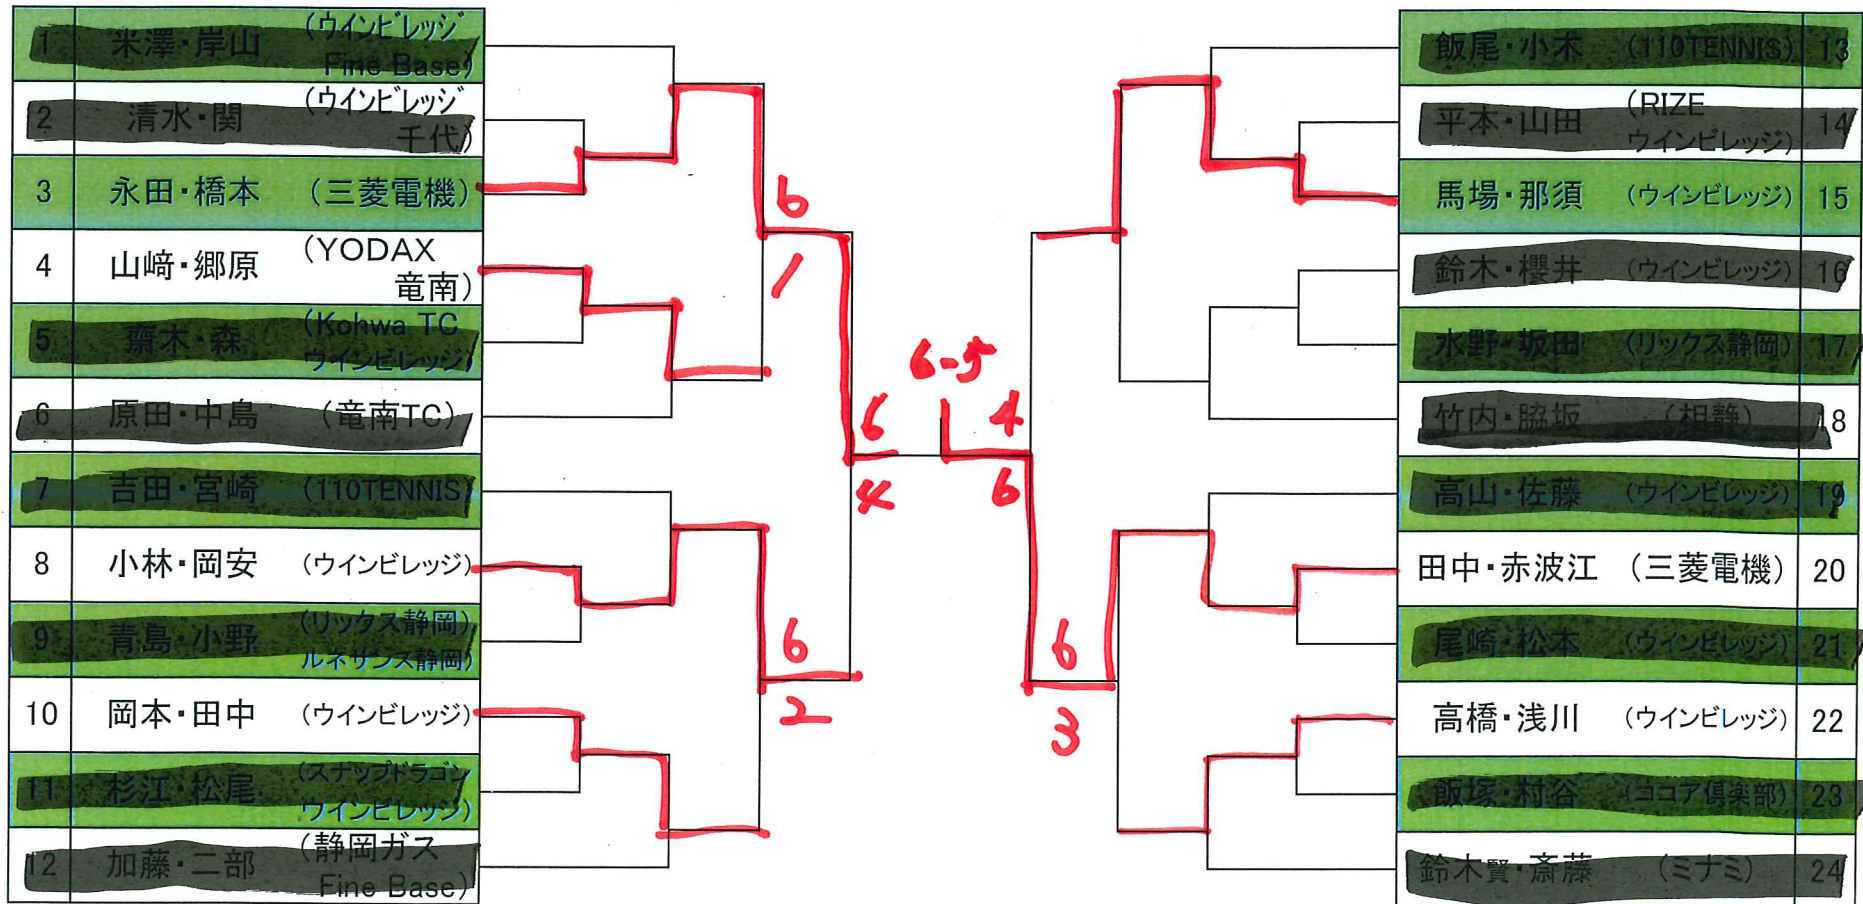 1 米澤・岸山 (ウインビレッジ
Fine Base)
2 清水・関 (ウインビレッジ
千代)
3 永田・橋本 (三菱電機)
4 山﨑・郷原 (YODAX
竜南)
5 齋木・森 (Kohwa TC
ウインビレッジ)
6 原田・中島 (竜南TC)
7 吉田・宮崎 (110TENNIS)
8 小林・岡安 (ウインビレッジ)
9 青島・小野 (リックス静岡)
ルネサンス静岡)
10 岡本・田中 (ウインビレッジ)
11 杉江・松尾 (スナップドラゴン
ウインビレッジ)
12 加藤・二部 (静岡ガス
Fine Base)
6
1
6
4
6
2
6-5
4
6
6
3
飯尾・小木 (110TENNIS) 13
平本・山田 (RIZE
ウインビレッジ) 14
馬場・那須 (ウインビレッジ) 15
鈴木・櫻井 (ウインビレッジ) 16
水野・坂田 (リックス静岡) 17
竹内・脇坂 (相静) 18
高山・佐藤 (ウインビレッジ) 19
田中・赤波江 (三菱電機) 20
尾崎・松本 (ウインビレッジ) 21
高橋・浅川 (ウインビレッジ) 22
飯塚・村谷 (ココア倶楽部) 23
鈴木賢・斎藤 (ミナミ) 24